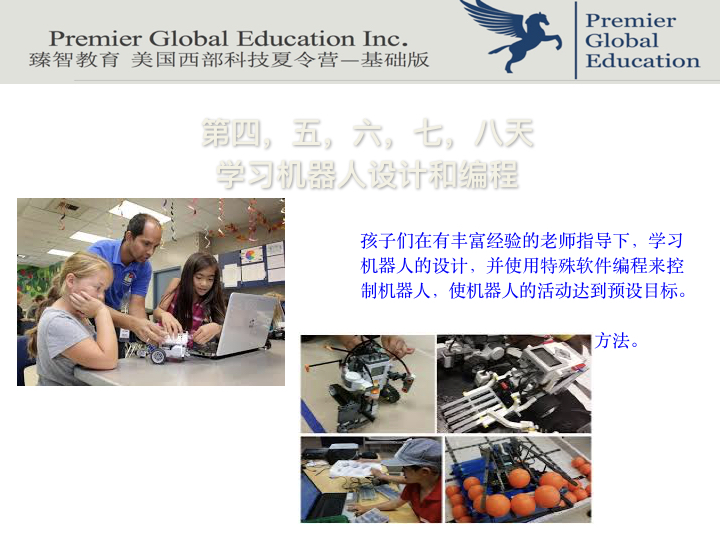 Premier Global Education Inc.
臻智教育 美国西部科技夏令营—基础版
Premier
Global
Education
第四，五，六，七，八天
学习机器人设计和编程
孩子们在有丰富经验的老师指导下，学习
机器人的设计，并使用特殊软件编程来控
制机器人，使机器人的活动达到预设目标。
方法。